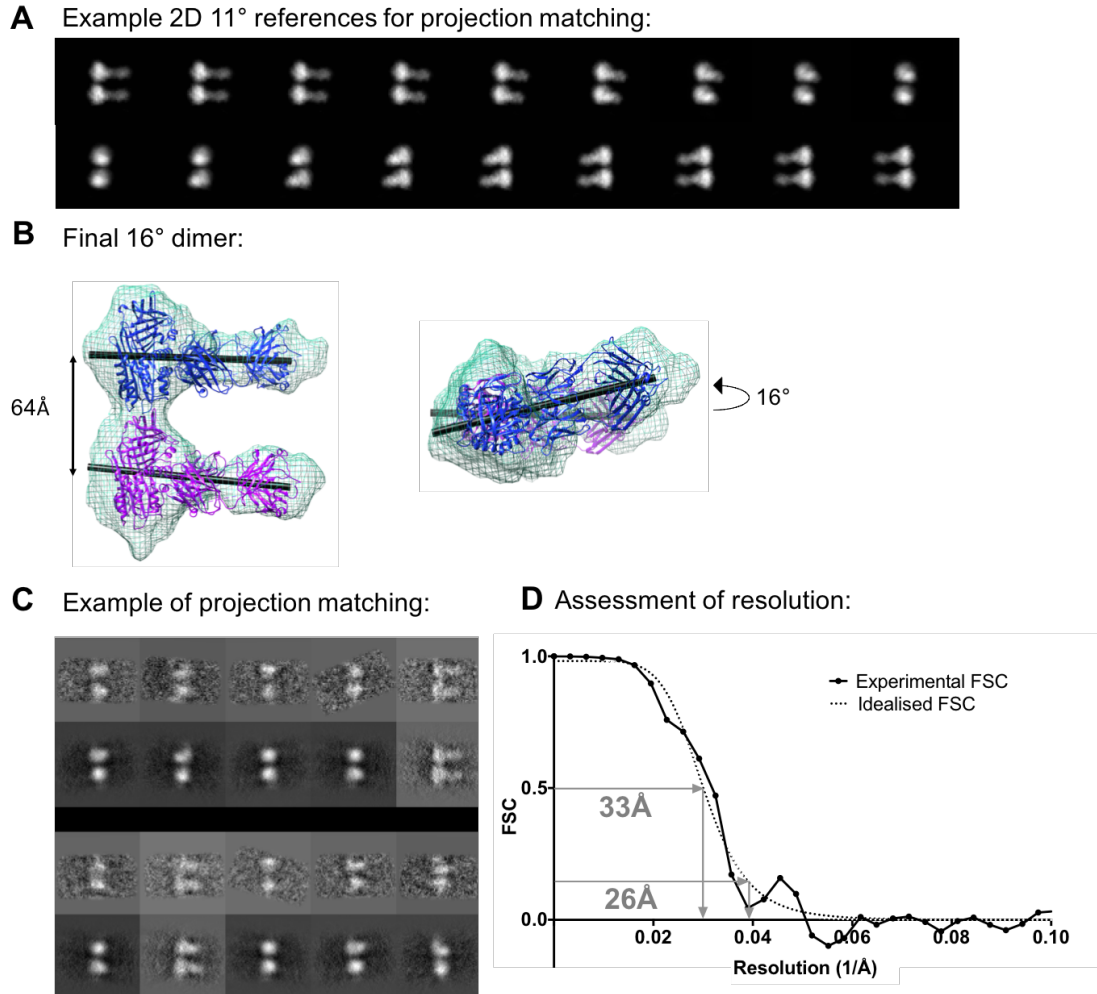 A Example 2D 11° references for projection matching:
B Final 16° dimer:
64Å
16°
C Example of projection matching:
D Assessment of resolution:
1.0
Experimental FSC
Idealised FSC
0.5
33Å
FSC
26Å
0.0
0.02 0.04 0.06 0.08 0.10
Resolution (1/Å)